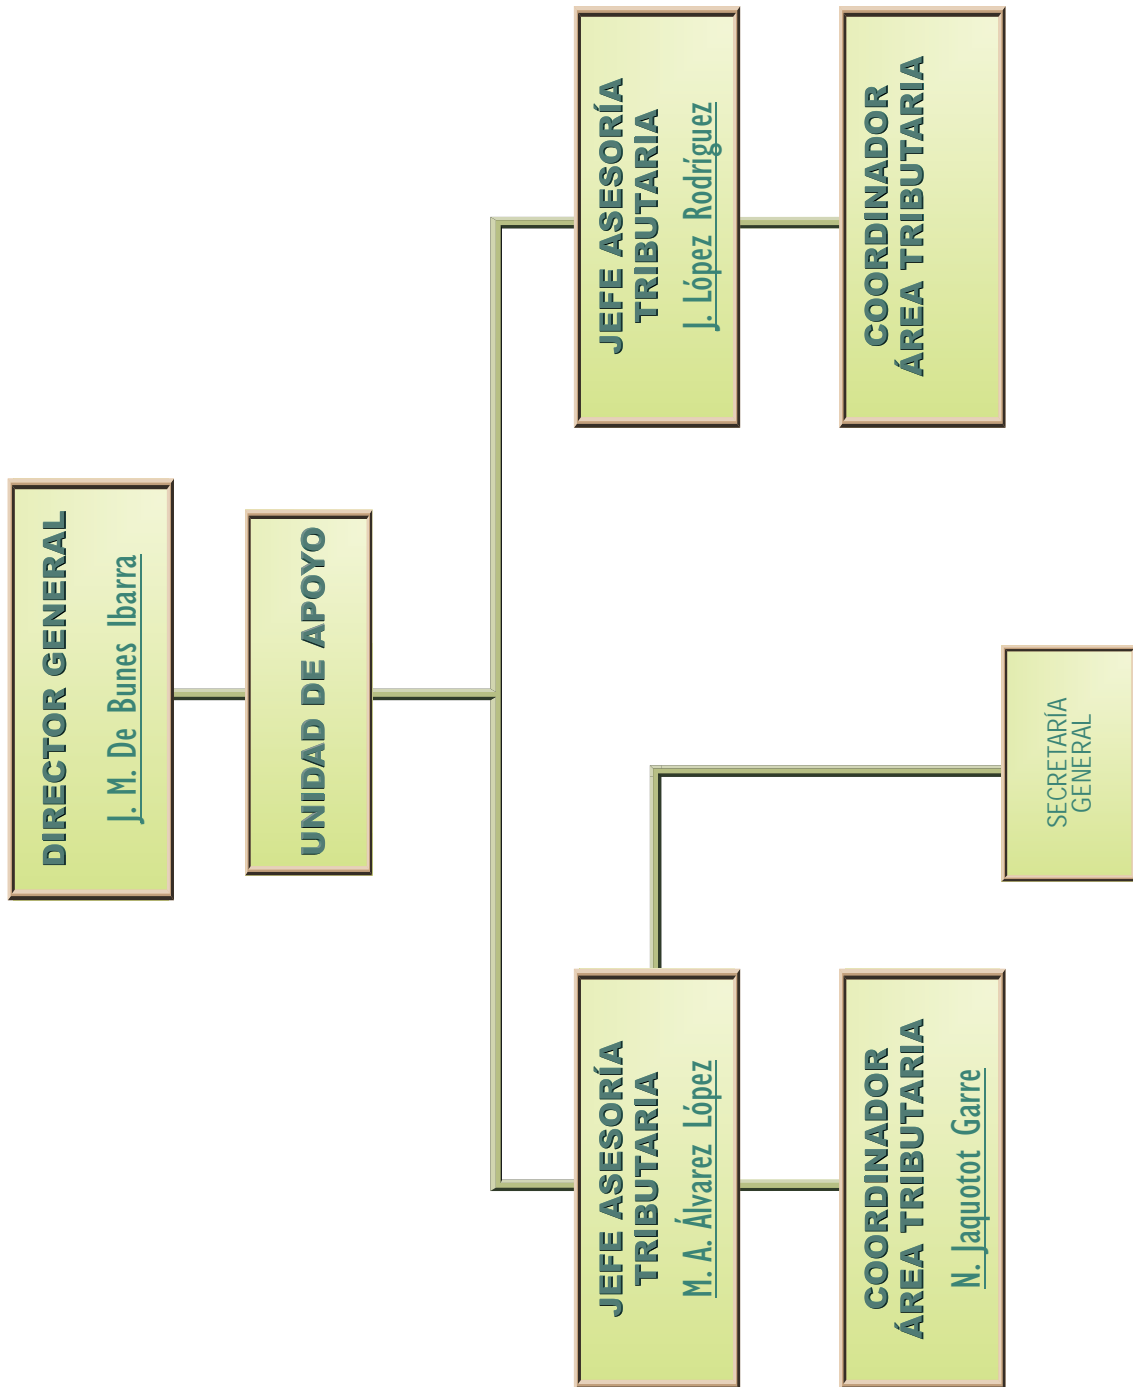 DIRECTOR GENERAL
J. M. De Bunes Ibarra
UNIDAD DE APOYO
JEFE ASESORÍA
TRIBUTARIA
M. A. Álvarez López
JEFE ASESORÍA
TRIBUTARIA
J. López Rodríguez
COORDINADOR
ÁREA TRIBUTARIA
N. Jaquotot Garre
COORDINADOR
ÁREA TRIBUTARIA
SECRETARÍA
GENERAL